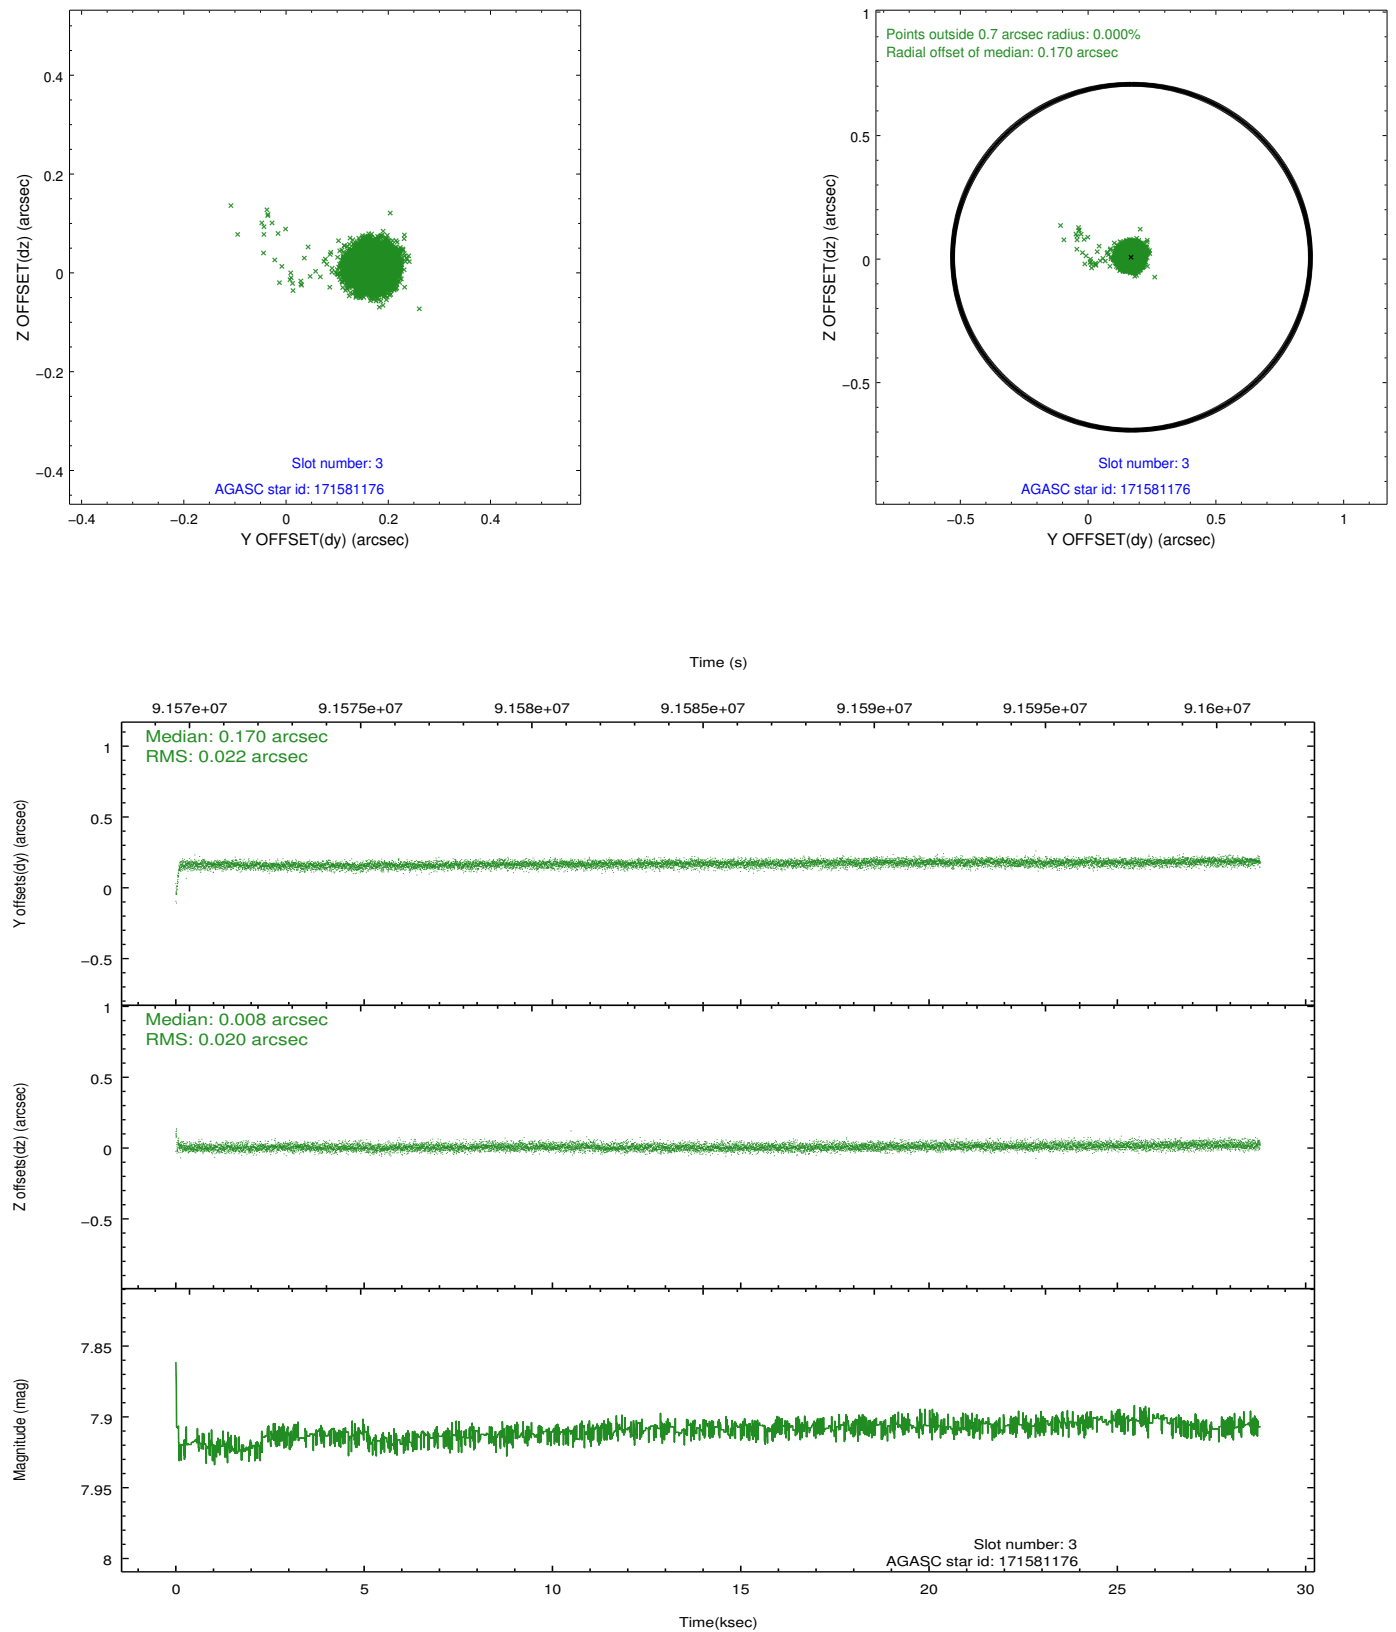 0.4
0.2
0
−0.2
−0.4
Z OFFSET(dz) (arcsec)
Slot number: 3
AGASC star id: 171581176
−0.4 −0.2 0 0.2 0.4
Y OFFSET(dy) (arcsec)
Points outside 0.7 arcsec radius: 0.000%
Radial offset of median: 0.170 arcsec
1
0.5
0
−0.5
Z OFFSET(dz) (arcsec)
Slot number: 3
AGASC star id: 171581176
−0.5 0 0.5 1
Y OFFSET(dy) (arcsec)
Time (s)
9.157e+07 9.1575e+07 9.158e+07 9.1585e+07 9.159e+07 9.1595e+07 9.16e+07
Median: 0.170 arcsec
RMS: 0.022 arcsec
1
0.5
0
−0.5
Y offsets(dy) (arcsec)
Median: 0.008 arcsec
RMS: 0.020 arcsec
1
0.5
0
−0.5
Z offsets(dz) (arcsec)
7.85
7.9
7.95
8
Magnitude (mag)
Slot number: 3
AGASC star id: 171581176
0 5 10 15 20 25 30
Time(ksec)